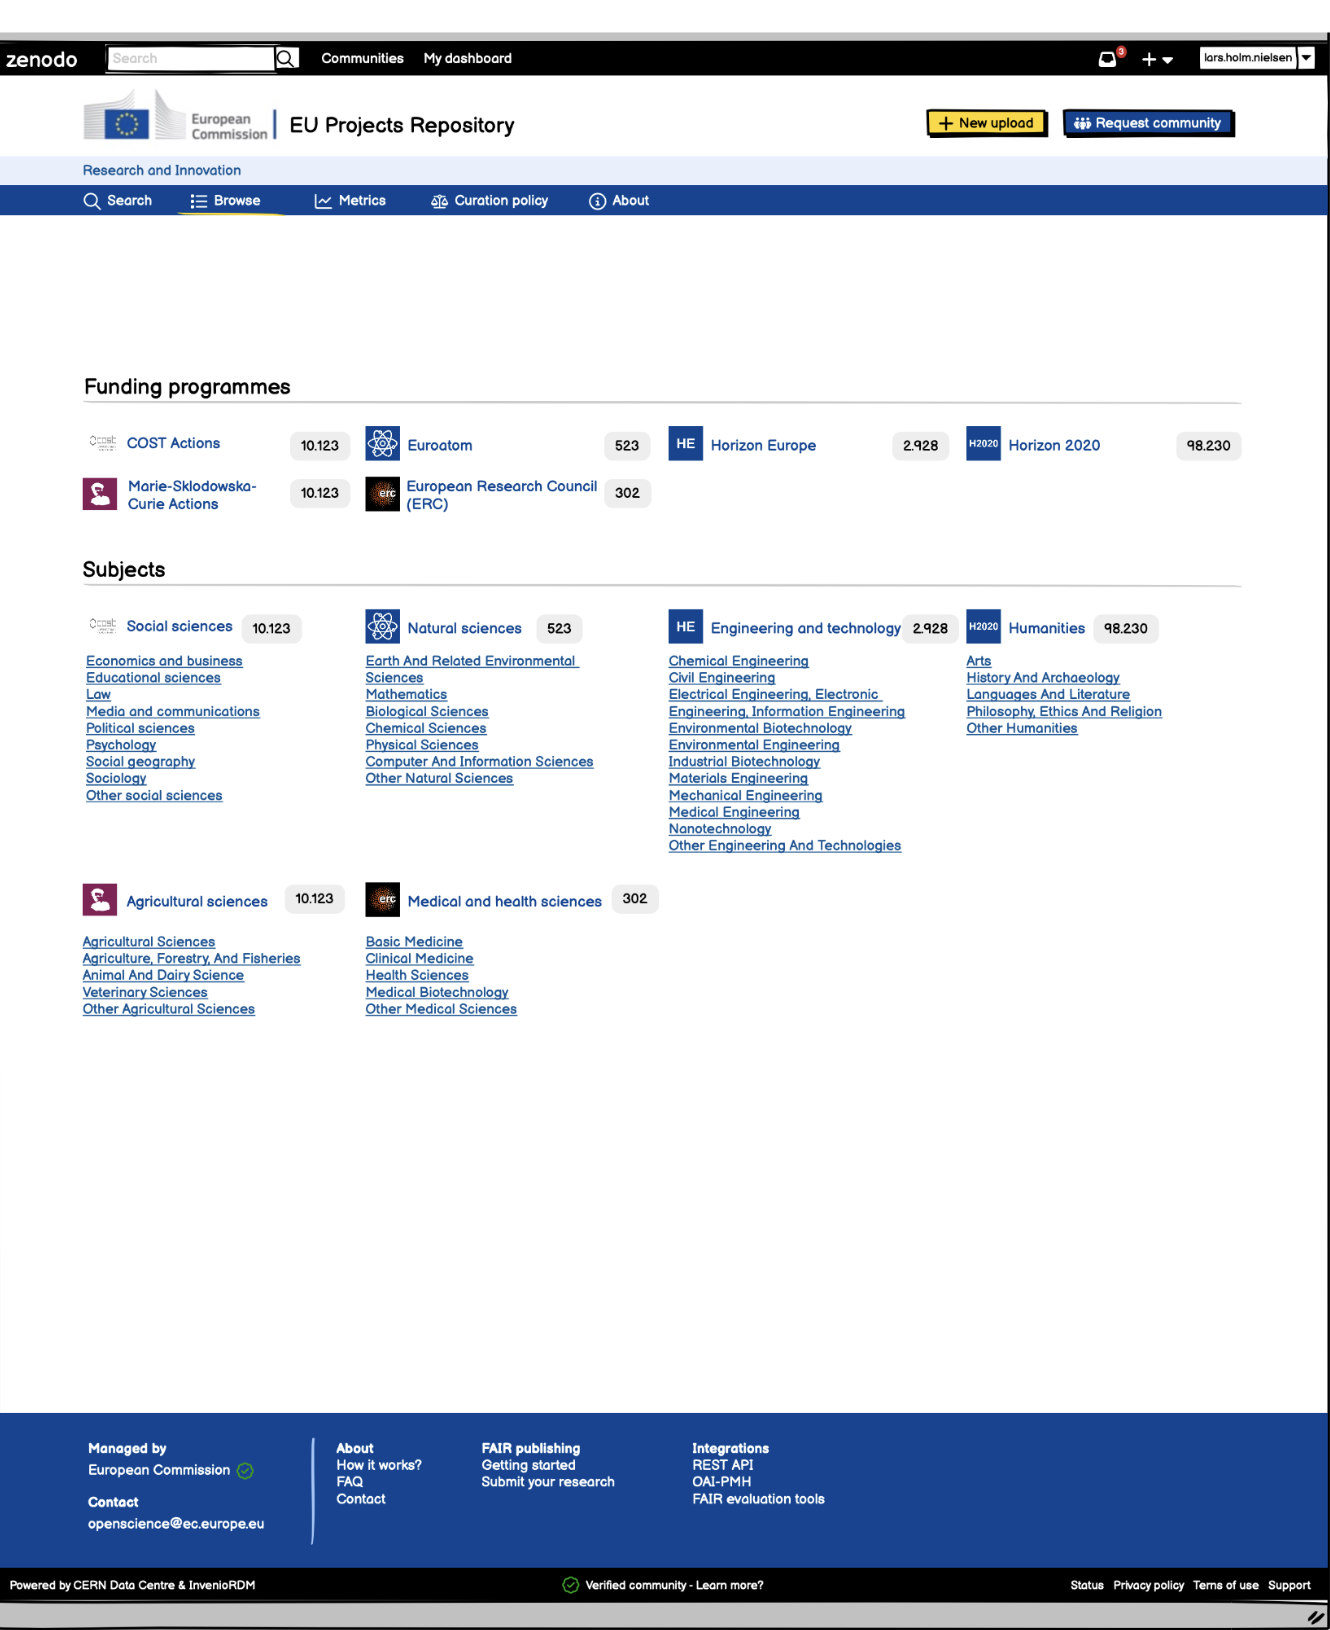 zenodo
Search
Communities
My dashboard
3
lars.holm.nielsen
European
Commission
EU Projects Repository
New upload
Request community
Research and Innovation
Search
Browse
Metrics
Curation policy
About
Funding programmes
cost
COST Actions
10.123
Euroatom
523
HE
Horizon Europe
2.928
H2020
Horizon 2020
98.230
Marie-Sklodowska-
Curie Actions
10.123
erc
European Research Council
(ERC)
302
Subjects
cost
Social sciences
10.123
Natural sciences
523
HE
Engineering and technology
2.928
H2020
Humanities
98.230
Economics and business
Educational sciences
Law
Media and communications
Political sciences
Psychology
Social geography
Sociology
Other social sciences
Earth And Related Environmental
Sciences
Mathematics
Biological Sciences
Chemical Sciences
Physical Sciences
Computer And Information Sciences
Other Natural Sciences
Chemical Engineering
Civil Engineering
Electrical Engineering, Electronic
Engineering, Information Engineering
Environmental Biotechnology
Environmental Engineering
Industrial Biotechnology
Materials Engineering
Mechanical Engineering
Medical Engineering
Nanotechnology
Other Engineering And Technologies
Arts
History And Archaeology
Languages And Literature
Philosophy, Ethics And Religion
Other Humanities
Agricultural sciences
10.123
erc
Medical and health sciences
302
Agricultural Sciences
Agriculture, Forestry, And Fisheries
Animal And Dairy Science
Veterinary Sciences
Other Agricultural Sciences
Basic Medicine
Clinical Medicine
Health Sciences
Medical Biotechnology
Other Medical Sciences
Managed by
European Commission
Contact
openscience@ec.europe.eu
About
How it works?
FAQ
Contact
FAIR publishing
Getting started
Submit your research
Integrations
REST API
OAI-PMH
FAIR evaluation tools
Powered by CERN Data Centre & InvenioRDM
Verified community - Learn more?
Status
Privacy policy
Terms of use
Support